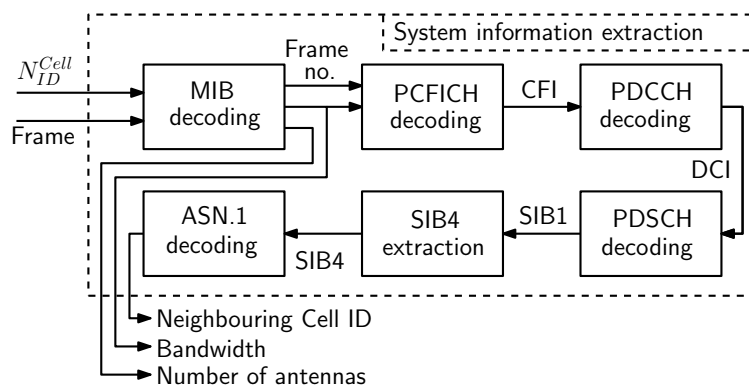 System information extraction
N_{ID}^{Cell}
Frame
MIB
decoding
Frame
no.
PCFICH
decoding
CFI
PDCCH
decoding
DCI
ASN.1
decoding
SIB4
SIB4
extraction
SIB1
PDSCH
decoding
Neighbouring Cell ID
Bandwidth
Number of antennas